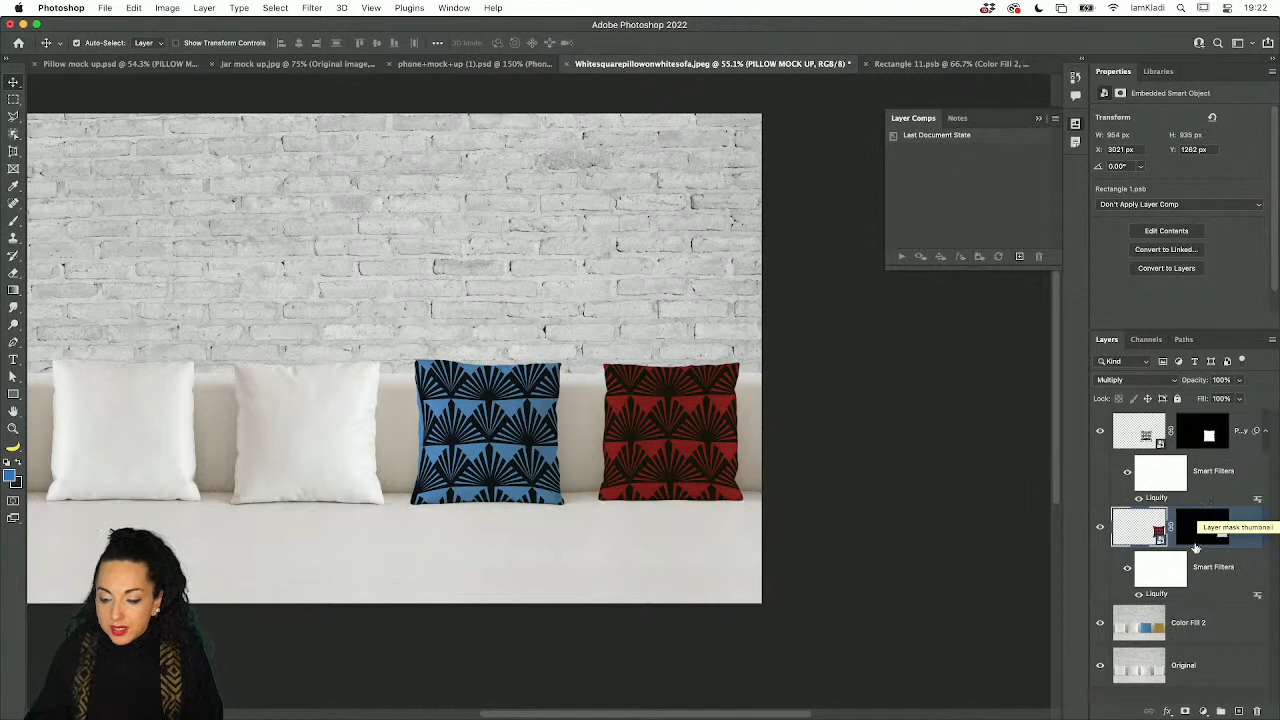 Photoshop File Edit Image Layer Type Select Filter 3D View Plugins Window Help IamKladi 19:22
Adobe Photoshop 2022
Auto-Select: Layer Show Transform Controls 3D Mode:
Pillow mock up.psd @ 54.3% (PILLOW M... Jar mock up.jpg @ 75% (Original image,... phone+mock+up (1).psd @ 150% (Phon... Whitesquarepillowonwhitesofa.jpeg @ 55.1% (PILLOW MOCK UP, RGB/8) * Rectangle 11.psb @ 66.7% (Color Fill 2, ...
Properties Libraries
Embedded Smart Object
Transform
W: 954 px H: 935 px
X: 3021 px Y: 1262 px
0.00°
Rectangle 1.psb
Don't Apply Layer Comp
Edit Contents
Convert to Linked...
Convert to Layers
Layer Comps Notes
Last Document State
Layers Channels Paths
Kind
Multiply Opacity: 100%
Lock: Fill: 100%
P...y
Smart Filters
Liquify
Layer mask thumbnail
Smart Filters
Liquify
Color Fill 2
Original